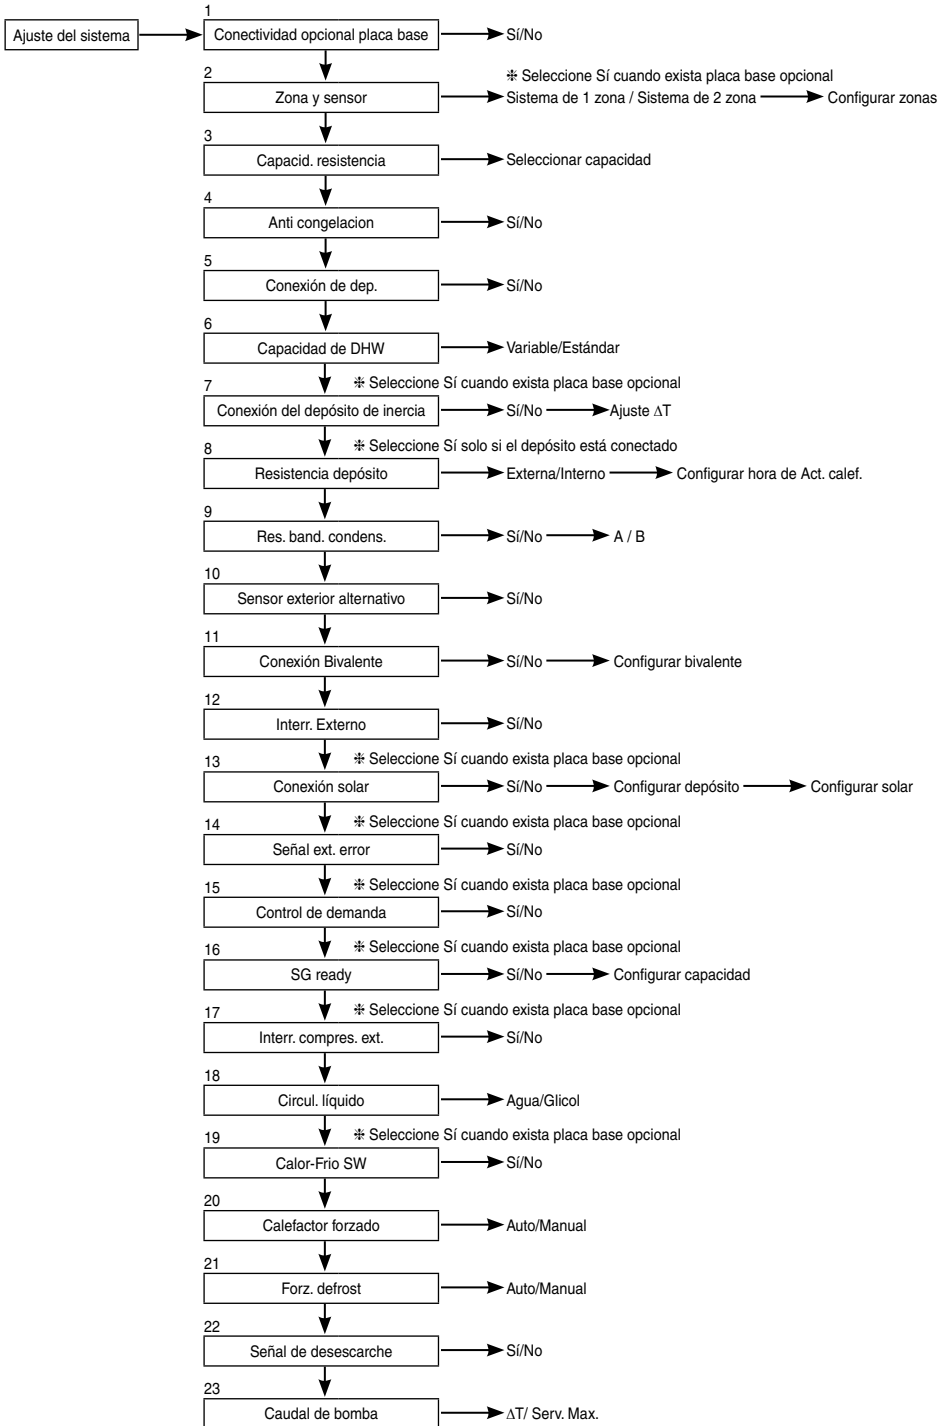 1
Ajuste del sistema Conectividad opcional placa base Sí/No
2 ❉ Seleccione Sí cuando exista placa base opcional
Zona y sensor Sistema de 1 zona / Sistema de 2 zona Configurar zonas
3
Capacid. resistencia Seleccionar capacidad
4
Anti congelacion Sí/No
5
Conexión de dep. Sí/No
6
Capacidad de DHW Variable/Estándar
7 ❉ Seleccione Sí cuando exista placa base opcional
Conexión del depósito de inercia Sí/No Ajuste ΔT
8 ❉ Seleccione Sí solo si el depósito está conectado
Resistencia depósito Externa/Interno Configurar hora de Act. calef.
9
Res. band. condens. Sí/No A / B
10
Sensor exterior alternativo Sí/No
11
Conexión Bivalente Sí/No Configurar bivalente
12
Interr. Externo Sí/No
13 ❉ Seleccione Sí cuando exista placa base opcional
Conexión solar Sí/No Configurar depósito Configurar solar
14 ❉ Seleccione Sí cuando exista placa base opcional
Señal ext. error Sí/No
15 ❉ Seleccione Sí cuando exista placa base opcional
Control de demanda Sí/No
16 ❉ Seleccione Sí cuando exista placa base opcional
SG ready Sí/No Configurar capacidad
17 ❉ Seleccione Sí cuando exista placa base opcional
Interr. compres. ext. Sí/No
18
Circul. líquido Agua/Glicol
19 ❉ Seleccione Sí cuando exista placa base opcional
Calor-Frio SW Sí/No
20
Calefactor forzado Auto/Manual
21
Forz. defrost Auto/Manual
22
Señal de desescarche Sí/No
23
Caudal de bomba ΔT/ Serv. Max.